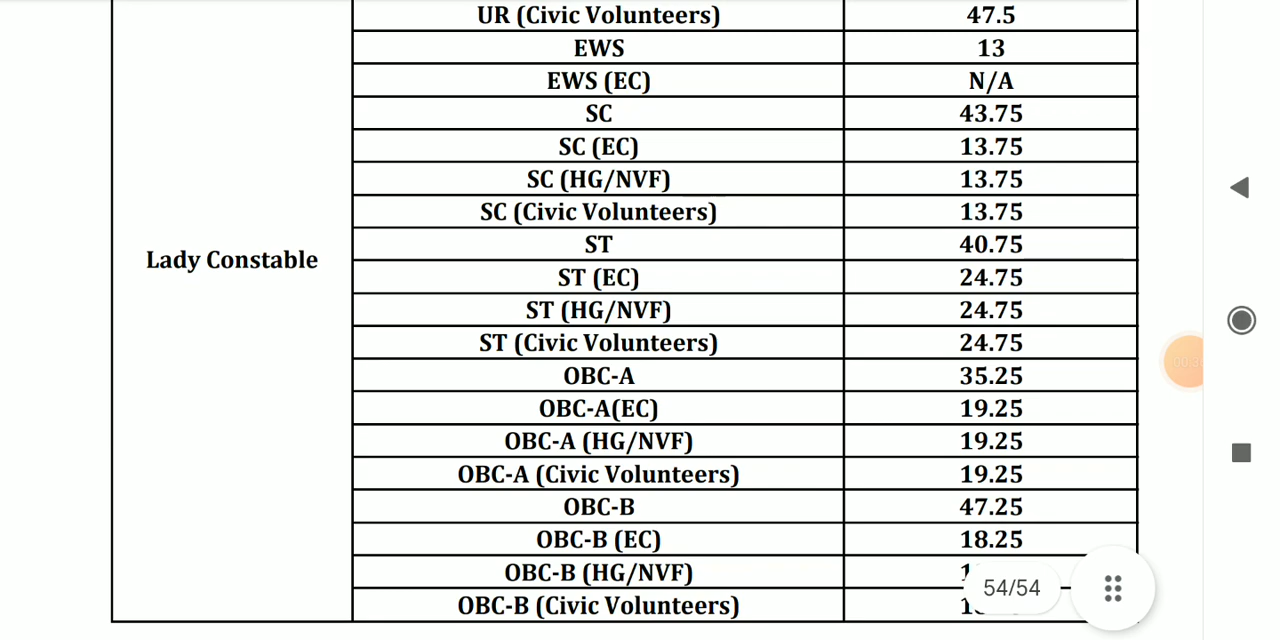 UR (Civic Volunteers) 47.5
EWS 13
EWS (EC) N/A
SC 43.75
SC (EC) 13.75
SC (HG/NVF) 13.75
SC (Civic Volunteers) 13.75
ST 40.75
Lady Constable
ST (EC) 24.75
ST (HG/NVF) 24.75
ST (Civic Volunteers) 24.75
OBC-A 35.25
OBC-A(EC) 19.25
OBC-A (HG/NVF) 19.25
OBC-A (Civic Volunteers) 19.25
OBC-B 47.25
OBC-B (EC) 18.25
OBC-B (HG/NVF)
54/54
OBC-B (Civic Volunteers)